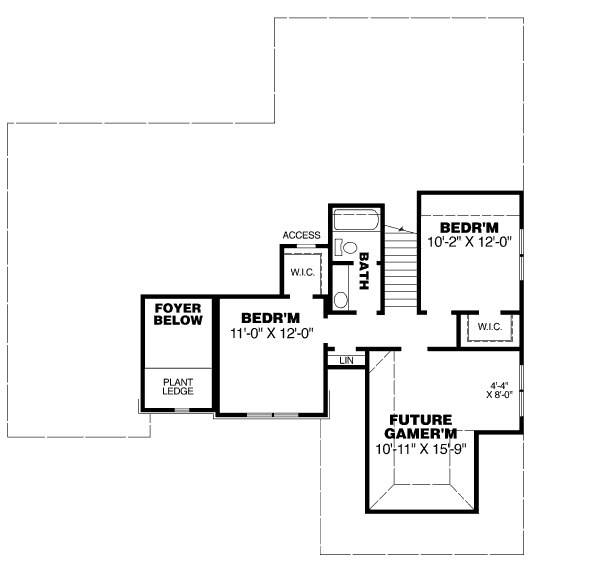 BEDR'M
10'-2" X 12'-0"
ACCESS
BATH
W.I.C.
FOYER
BELOW
BEDR'M
11'-0" X 12'-0"
W.I.C.
LIN
PLANT
LEDGE
4'-4"
X 8'-0"
FUTURE
GAMER'M
10'-11" X 15'-9"